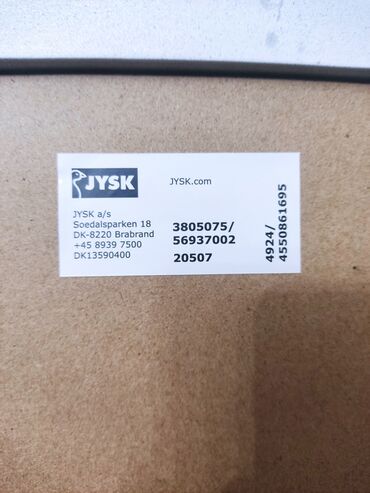 JYSK
JYSK.com
JYSK a/s
Soedalsparken 18
DK-8220 Brabrand
+45 8939 7500
DK13590400
3805075/
56937002
20507
4924/
4550861695